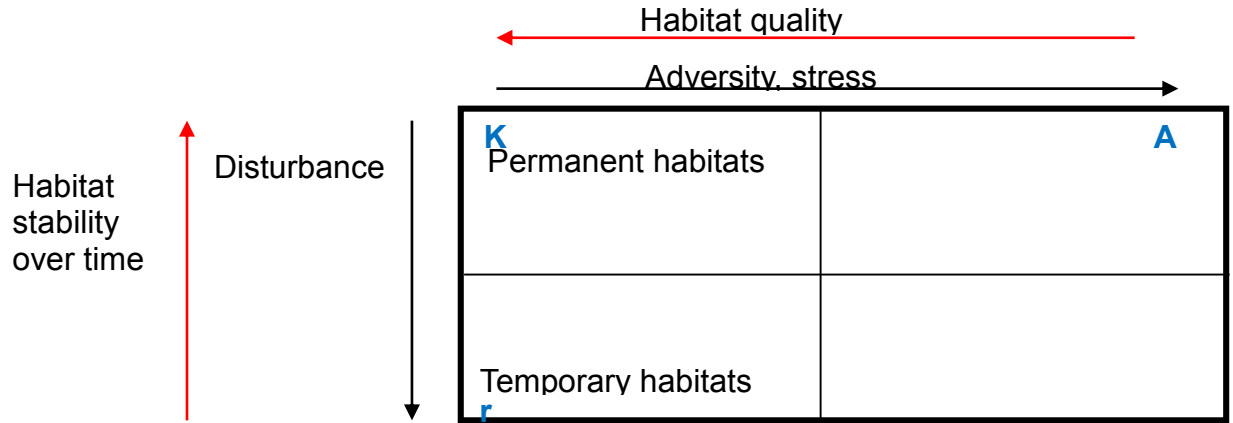 Habitat quality
Adversity, stress
K
A
Permanent habitats
Disturbance
Habitat
stability
over time
Temporary habitats
r